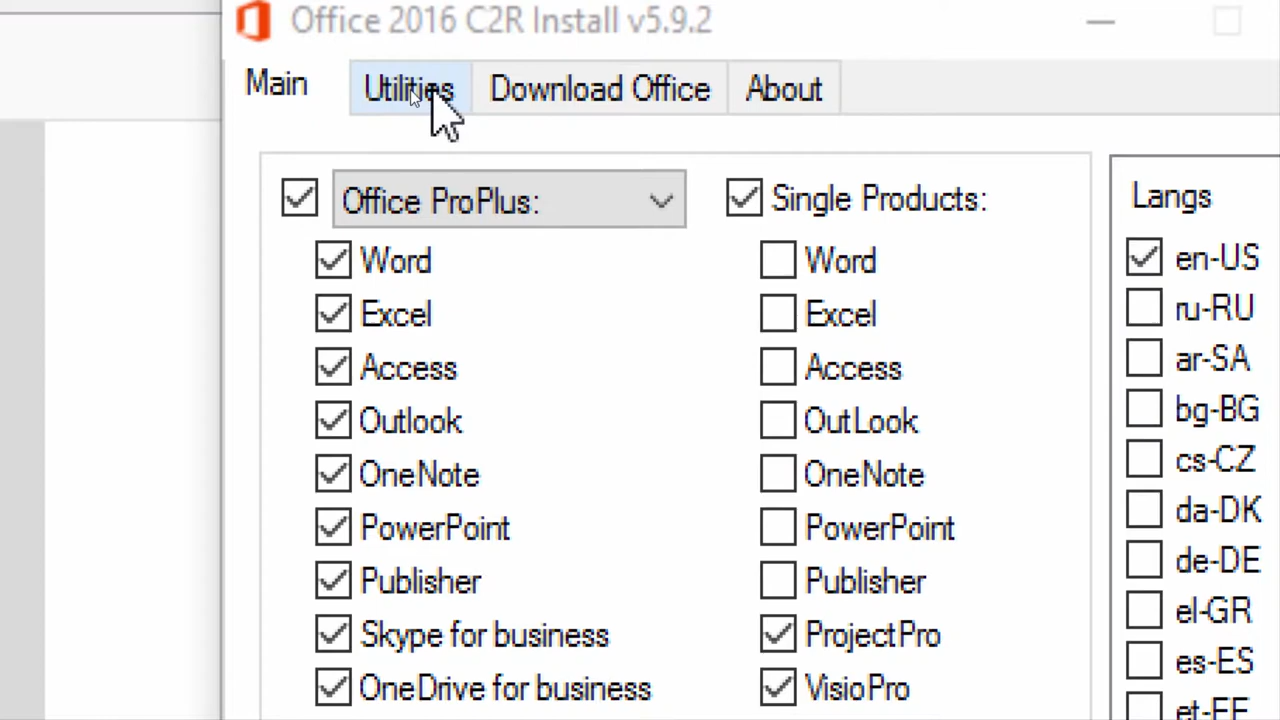 Office 2016 C2R Install v5.9.2
Main
Utilities
Download Office
About
Office ProPlus:
Word
Excel
Access
Outlook
OneNote
PowerPoint
Publisher
Skype for business
OneDrive for business
Single Products:
Word
Excel
Access
OutLook
OneNote
PowerPoint
Publisher
ProjectPro
VisioPro
Langs
en-US
ru-RU
ar-SA
bg-BG
cs-CZ
da-DK
de-DE
el-GR
es-ES
et-EE